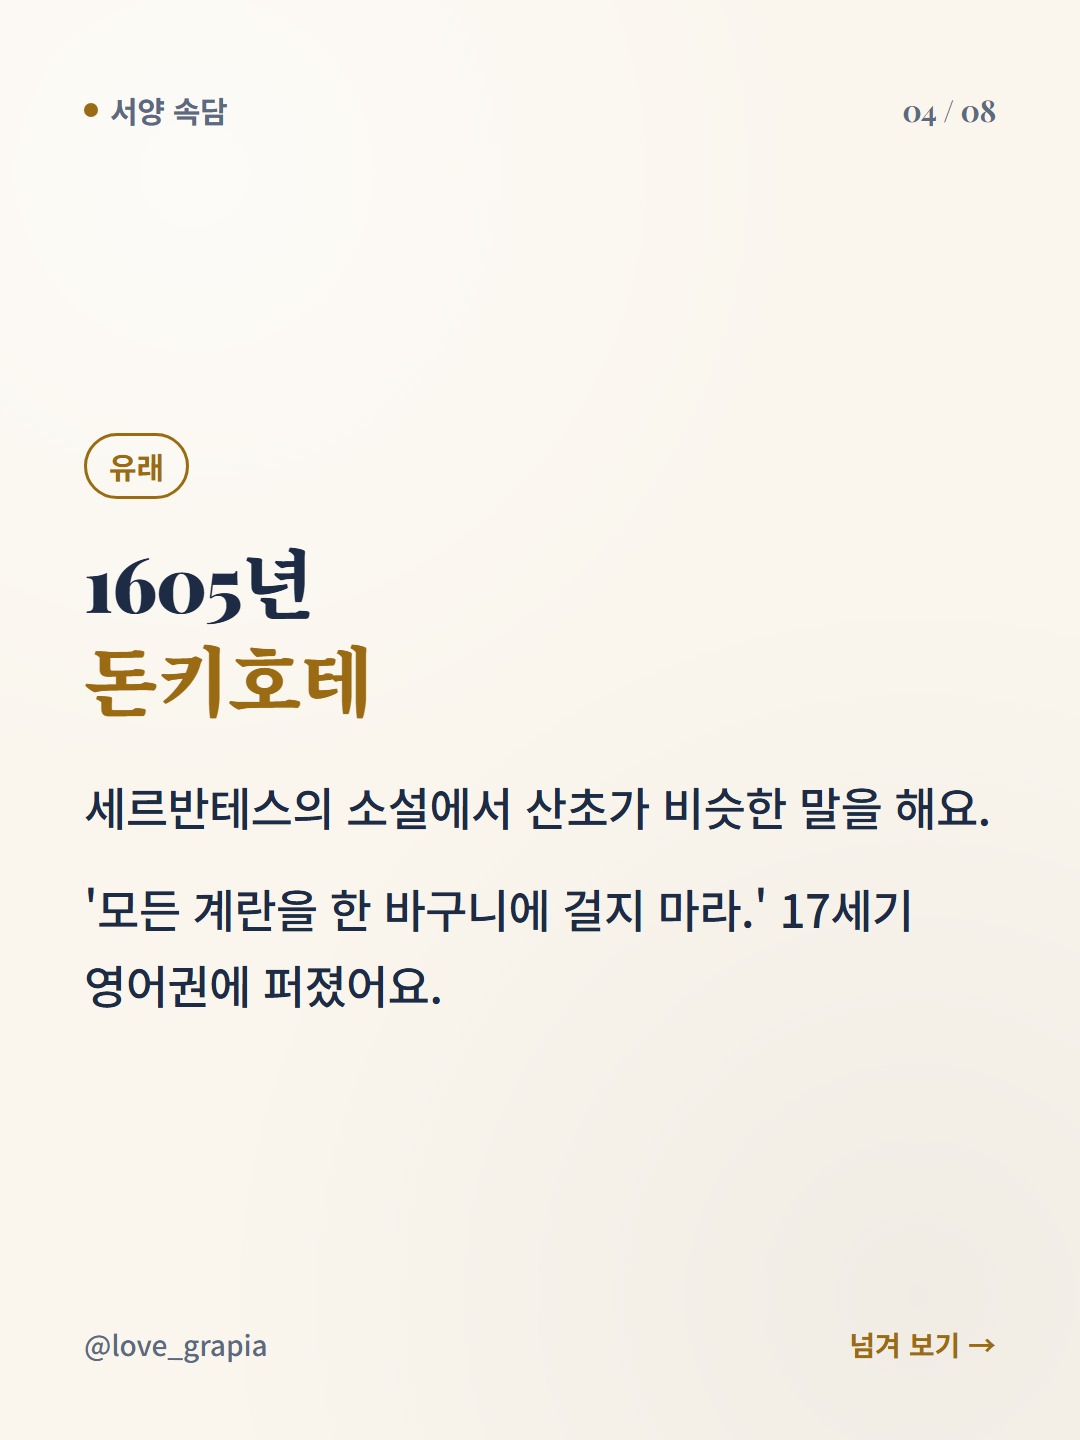 서양 속담
04 / 08
유래
1605년
돈키호테
세르반테스의 소설에서 산초가 비슷한 말을 해요.
'모든 계란을 한 바구니에 걸지 마라.' 17세기
영어권에 퍼졌어요.
@love_grapia
넘겨 보기 →